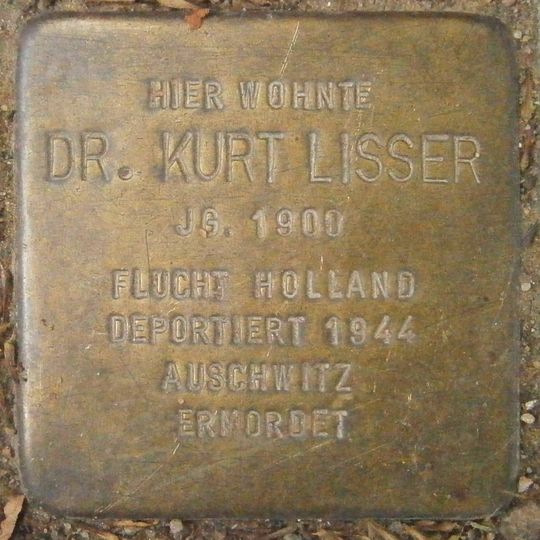 HIER WOHNTE
DR. KURT LISSER
JG. 1900
FLUCHT HOLLAND
DEPORTIERT 1944
AUSCHWITZ
ERMORDET